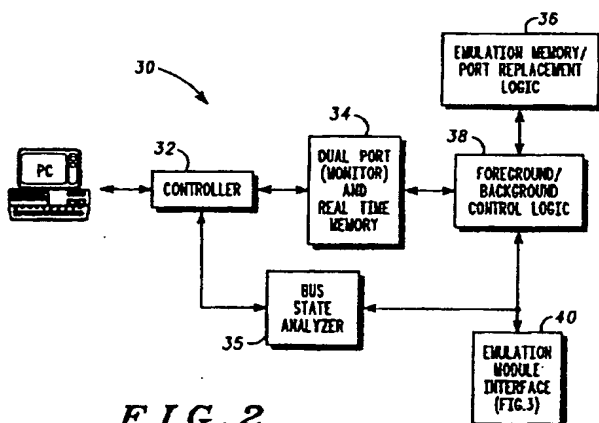 36
EMULATION MEMORY/
PORT REPLACEMENT
LOGIC
30
34
38
32
PC
CONTROLLER
DUAL PORT
(MONITOR)
AND
REAL TIME
MEMORY
FOREGROUND/
BACKGROUND
CONTROL LOGIC
BUS
STATE
ANALYZER
35
40
EMULATION
MODULE
INTERFACE
(FIG.3)
FIG.2